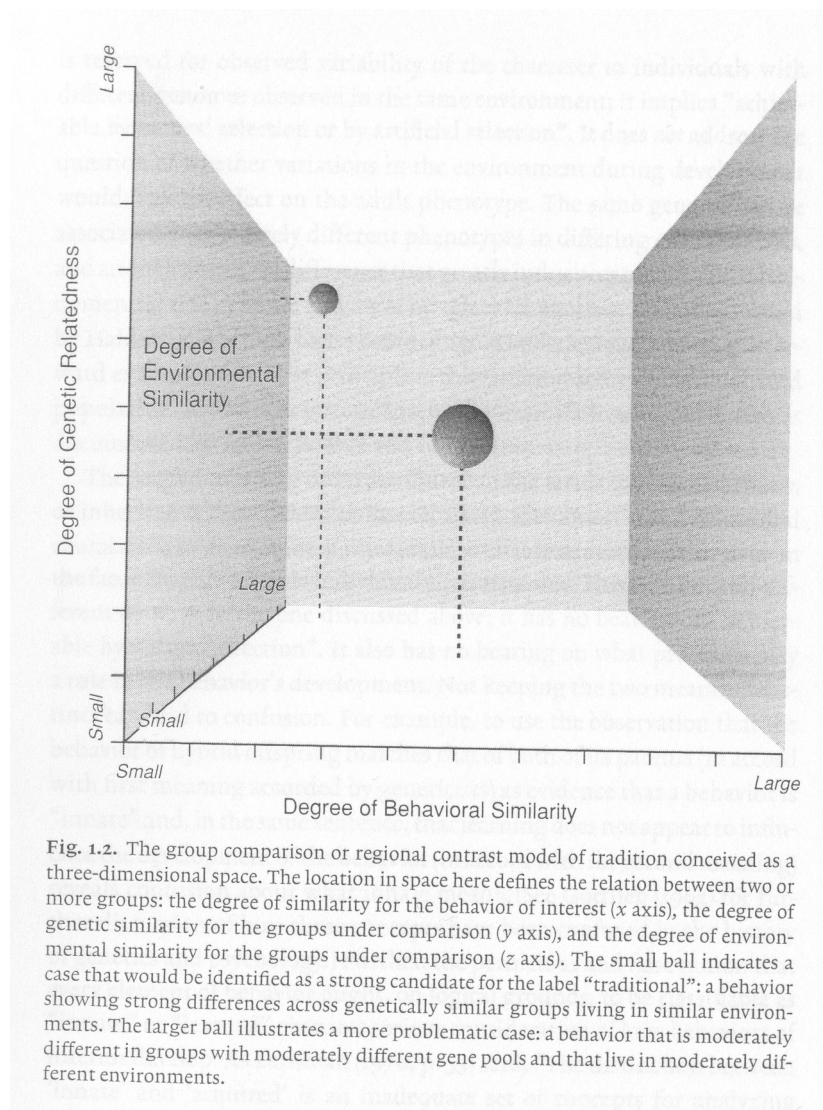 Large
Degree of Genetic Relatedness
Degree of
Environmental
Similarity
Large
Small
Small
Small
Large
Degree of Behavioral Similarity
Fig. 1.2. The group comparison or regional contrast model of tradition conceived as a
three-dimensional space. The location in space here defines the relation between two or
more groups: the degree of similarity for the behavior of interest (x axis), the degree of
genetic similarity for the groups under comparison (y axis), and the degree of environ-
mental similarity for the groups under comparison (z axis). The small ball indicates a
case that would be identified as a strong candidate for the label "traditional": a behavior
showing strong difference across genetically similar groups living in similar environ-
ments. The larger ball illustrates a more problematic case: a behavior that is moderately
different in groups with moderately different gene pools and that live in moderately dif-
ferent environments.